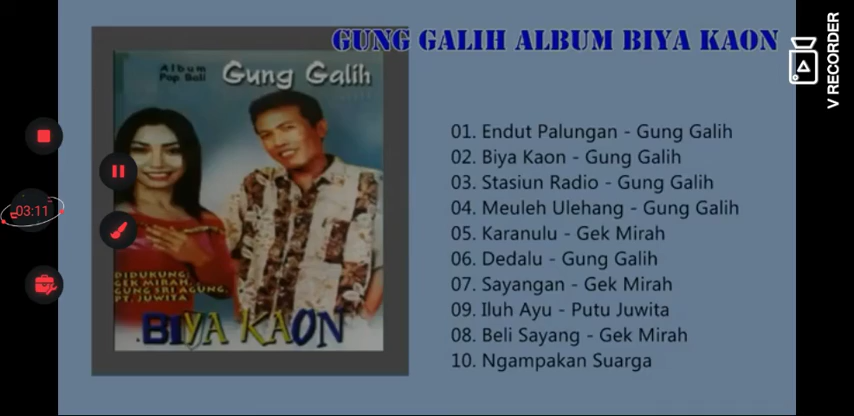 GUNG GALIH ALBUM BIYA KAON
V RECORDER
Album
Pop Bali
Gung Galih
DIDUKUNG:
GEK MIRAH,
GUNG SRI AGUNG,
PT. JUWITA
BIYA KAON
03:11
01. Endut Palungan - Gung Galih
02. Biya Kaon - Gung Galih
03. Stasiun Radio - Gung Galih
04. Meuleh Ulehang - Gung Galih
05. Karanulu - Gek Mirah
06. Dedalu - Gung Galih
07. Sayangan - Gek Mirah
09. Iluh Ayu - Putu Juwita
08. Beli Sayang - Gek Mirah
10. Ngampakan Suarga